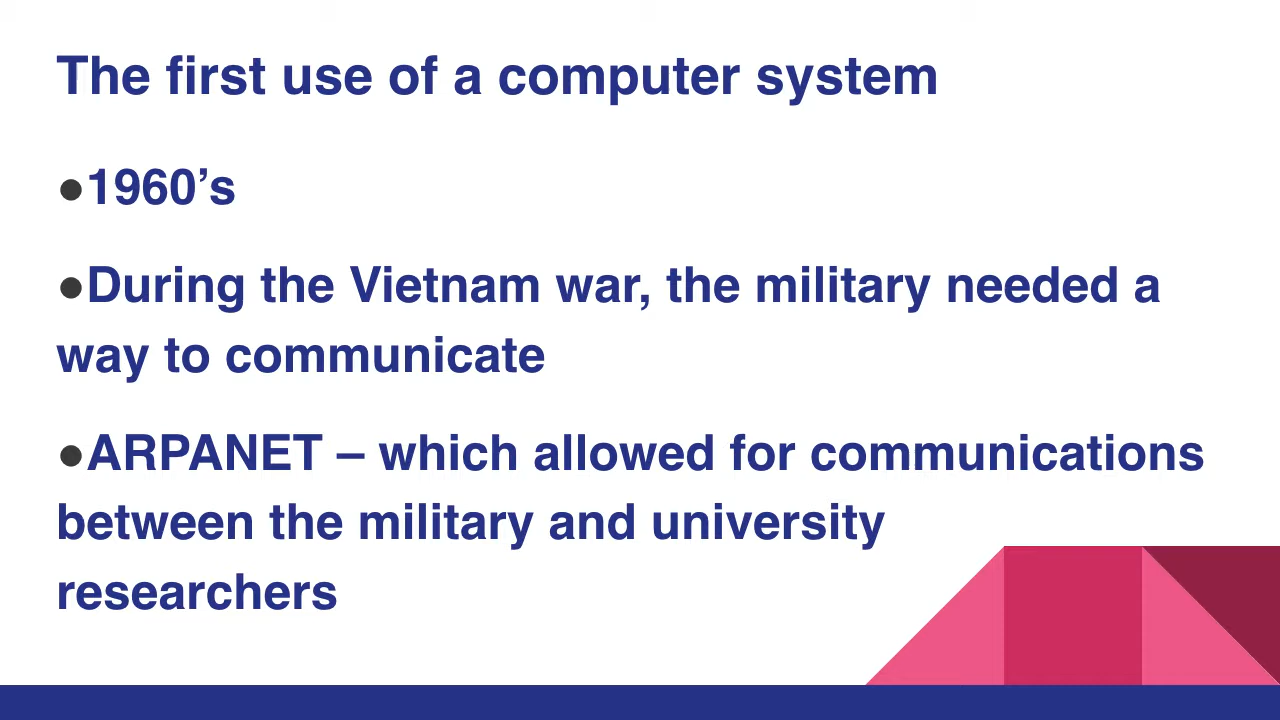 The first use of a computer system
●1960’s
●During the Vietnam war, the military needed a
way to communicate
●ARPANET – which allowed for communications
between the military and university
researchers